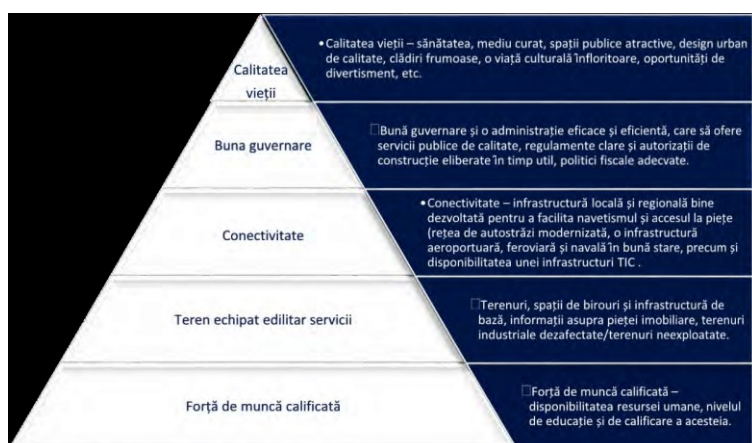 Calitatea
vieții
• Calitatea vieții – sănătatea, mediu curat, spații publice atractive, design urban
de calitate, clădiri frumoase, o viață culturală înfloritoare, oportunități de
divertisment, etc.
Buna guvernare
□Bună guvernare și o administrație eficace și eficientă, care să ofere
servicii publice de calitate, regulamente clare și autorizații de
construcție eliberate în timp util, politici fiscale adecvate.
Conectivitate
• Conectivitate – infrastructură locală și regională bine
dezvoltată pentru a facilita navetismul și accesul la piețe
(rețea de autostrăzi modernizată, o infrastructură
aeroportuară, feroviară și navală în bună stare, precum și
disponibilitatea unei infrastructuri TIC .
Teren echipat edilitar servicii
□Terenuri, spații de birouri și infrastructură de
bază, informații asupra pieței imobiliare, terenuri
industriale dezafectate/terenuri neexploatate.
Forță de muncă calificată
□Forță de muncă calificată –
disponibilitatea resursei umane, nivelul
de educație și de calificare a acesteia.